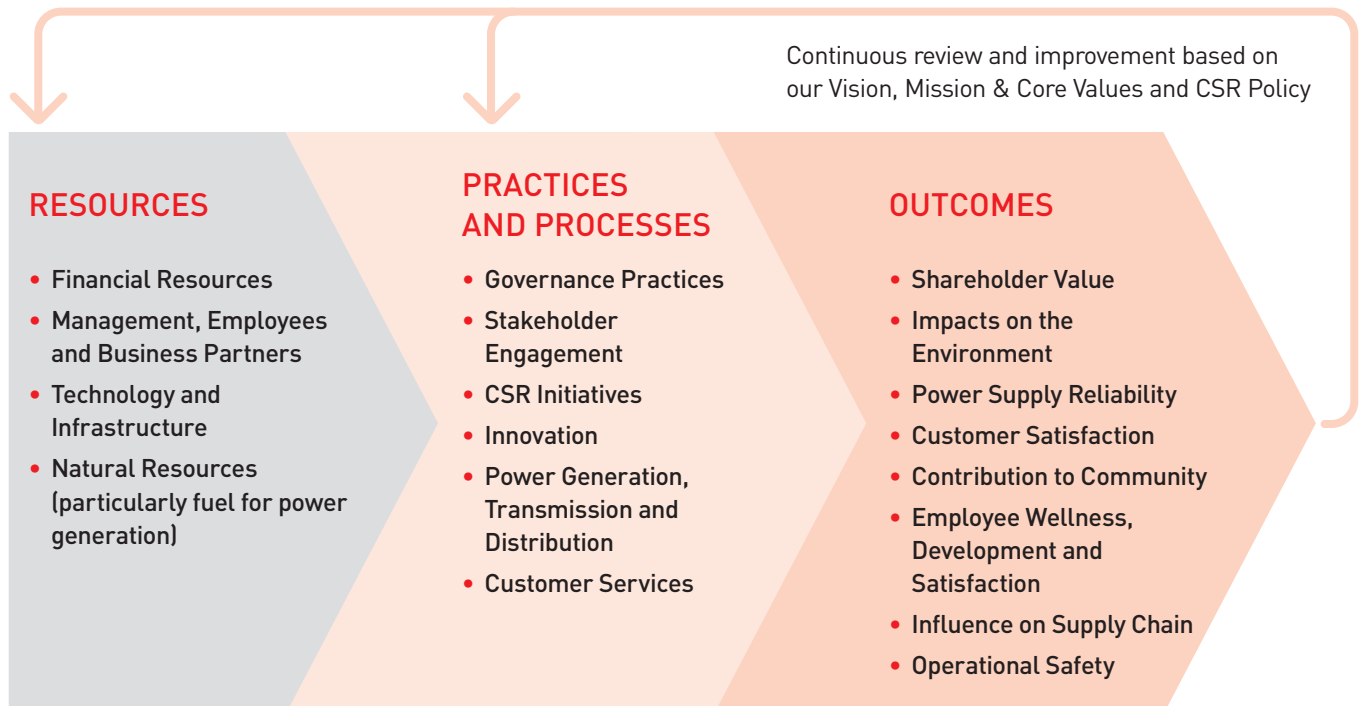 Continuous review and improvement based on
our Vision, Mission & Core Values and CSR Policy
RESOURCES
• Financial Resources
• Management, Employees
and Business Partners
• Technology and
Infrastructure
• Natural Resources
(particularly fuel for power
generation)
PRACTICES
AND PROCESSES
• Governance Practices
• Stakeholder
Engagement
• CSR Initiatives
• Innovation
• Power Generation,
Transmission and
Distribution
• Customer Services
OUTCOMES
• Shareholder Value
• Impacts on the
Environment
• Power Supply Reliability
• Customer Satisfaction
• Contribution to Community
• Employee Wellness,
Development and
Satisfaction
• Influence on Supply Chain
• Operational Safety